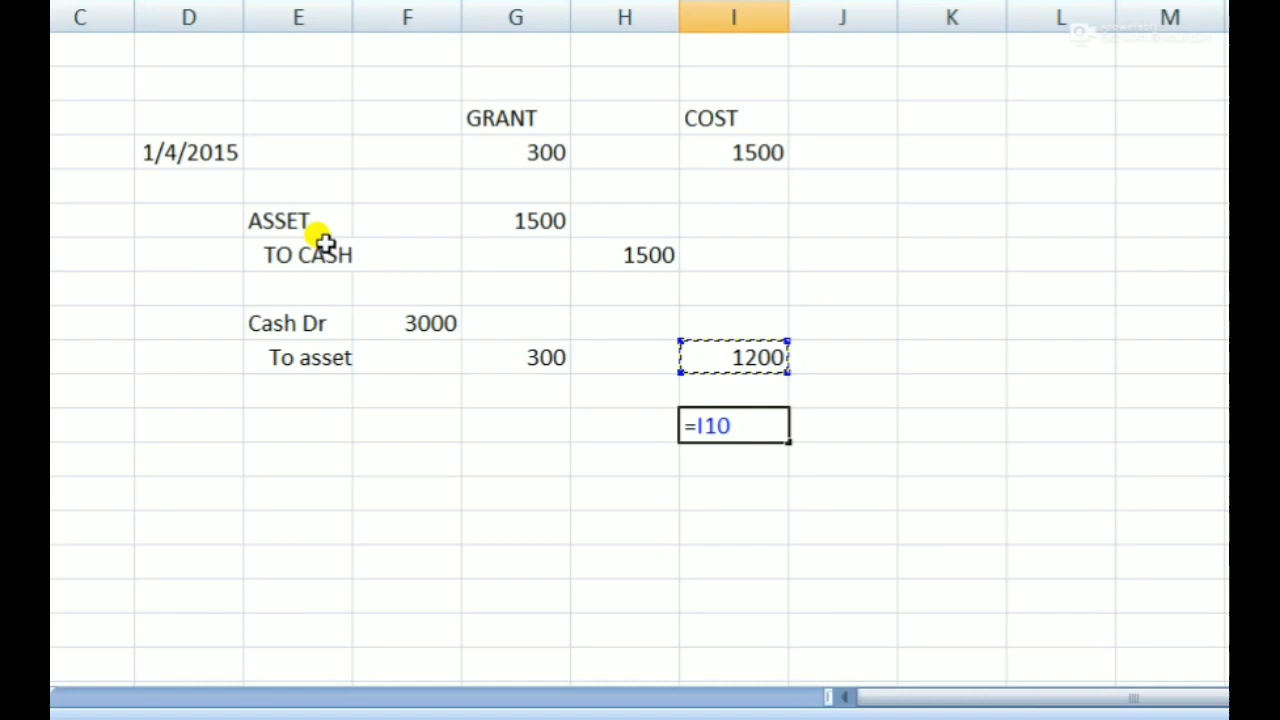 C D E F G H I J K L M
GRANT COST
1/4/2015 300 1500
ASSET 1500
TO CASH 1500
Cash Dr 3000
To asset 300 1200
=I10